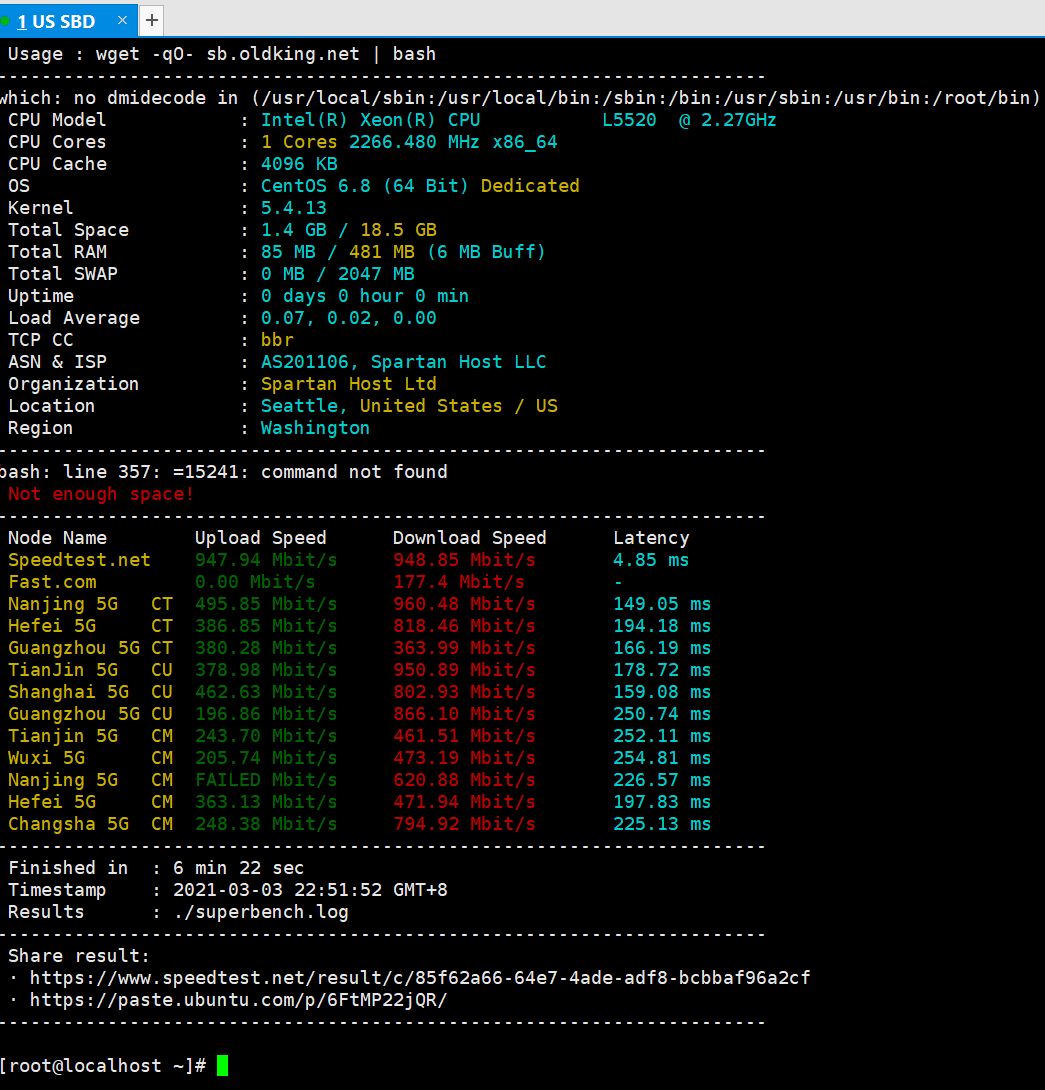 1 US SBD × +
Usage : wget -qO- sb.oldking.net | bash
----------------------------------------------------------------------
which: no dmidecode in (/usr/local/sbin:/usr/local/bin:/sbin:/bin:/usr/sbin:/usr/bin:/root/bin)
CPU Model : Intel(R) Xeon(R) CPU L5520 @ 2.27GHz
CPU Cores : 1 Cores 2266.480 MHz x86_64
CPU Cache : 4096 KB
OS : CentOS 6.8 (64 Bit) Dedicated
Kernel : 5.4.13
Total Space : 1.4 GB / 18.5 GB
Total RAM : 85 MB / 481 MB (6 MB Buff)
Total SWAP : 0 MB / 2047 MB
Uptime : 0 days 0 hour 0 min
Load Average : 0.07, 0.02, 0.00
TCP CC : bbr
ASN & ISP : AS201106, Spartan Host LLC
Organization : Spartan Host Ltd
Location : Seattle, United States / US
Region : Washington
----------------------------------------------------------------------
bash: line 357: =15241: command not found
Not enough space!
----------------------------------------------------------------------
Node Name Upload Speed Download Speed Latency
Speedtest.net 947.94 Mbit/s 948.85 Mbit/s 4.85 ms
Fast.com 0.00 Mbit/s 177.4 Mbit/s -
Nanjing 5G CT 495.85 Mbit/s 960.48 Mbit/s 149.05 ms
Hefei 5G CT 386.85 Mbit/s 818.46 Mbit/s 194.18 ms
Guangzhou 5G CT 380.28 Mbit/s 363.99 Mbit/s 166.19 ms
TianJin 5G CU 378.98 Mbit/s 950.89 Mbit/s 178.72 ms
Shanghai 5G CU 462.63 Mbit/s 802.93 Mbit/s 159.08 ms
Guangzhou 5G CU 196.86 Mbit/s 866.10 Mbit/s 250.74 ms
Tianjin 5G CM 243.70 Mbit/s 461.51 Mbit/s 252.11 ms
Wuxi 5G CM 205.74 Mbit/s 473.19 Mbit/s 254.81 ms
Nanjing 5G CM FAILED Mbit/s 620.88 Mbit/s 226.57 ms
Hefei 5G CM 363.13 Mbit/s 471.94 Mbit/s 197.83 ms
Changsha 5G CM 248.38 Mbit/s 794.92 Mbit/s 225.13 ms
----------------------------------------------------------------------
Finished in : 6 min 22 sec
Timestamp : 2021-03-03 22:51:52 GMT+8
Results : ./superbench.log
----------------------------------------------------------------------
Share result:
· https://www.speedtest.net/result/c/85f62a66-64e7-4ade-adf8-bcbbaf96a2cf
· https://paste.ubuntu.com/p/6FtMP22jQR/
----------------------------------------------------------------------
[root@localhost ~]#